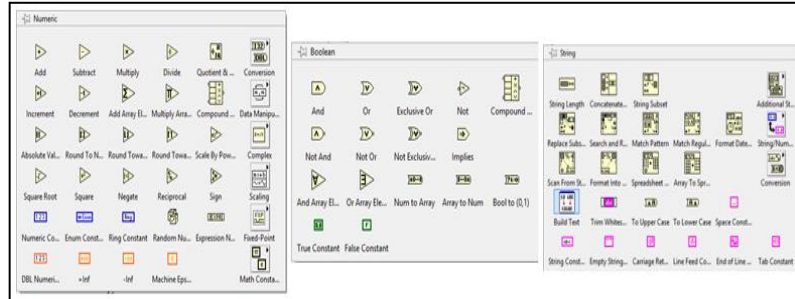 Numeric
Add Subtract Multiply Divide Quotient & ... Conversion
Increment Decrement Add Array El... Multiply Arra... Compound ... Data Manipu...
Absolute Val... Round To N... Round Towa... Round Towa... Scale By Pow... Complex
Square Root Square Negate Reciprocal Sign Scaling
Numeric Co... Enum Const... Ring Constant Random Nu... Expression N... Fixed-Point
DBL Numeri... +Inf -Inf Machine Eps... Math Consta...
Boolean
And Or Exclusive Or Not Compound ...
Not And Not Or Not Exclusiv... Implies
And Array El... Or Array Ele... Num to Array Array to Num Bool to (0,1)
True Constant False Constant
String
String Length Concatenate... String Subset Additional St...
Replace Subs... Search and R... Match Pattern Match Regul... Format Date... String/Num...
Scan From St... Format Into ... Spreadsheet ... Array To Spr... Conversion
Build Text Trim Whites... To Upper Case To Lower Case Space Const...
String Const... Empty String... Carriage Ret... Line Feed Co... End of Line ... Tab Constant